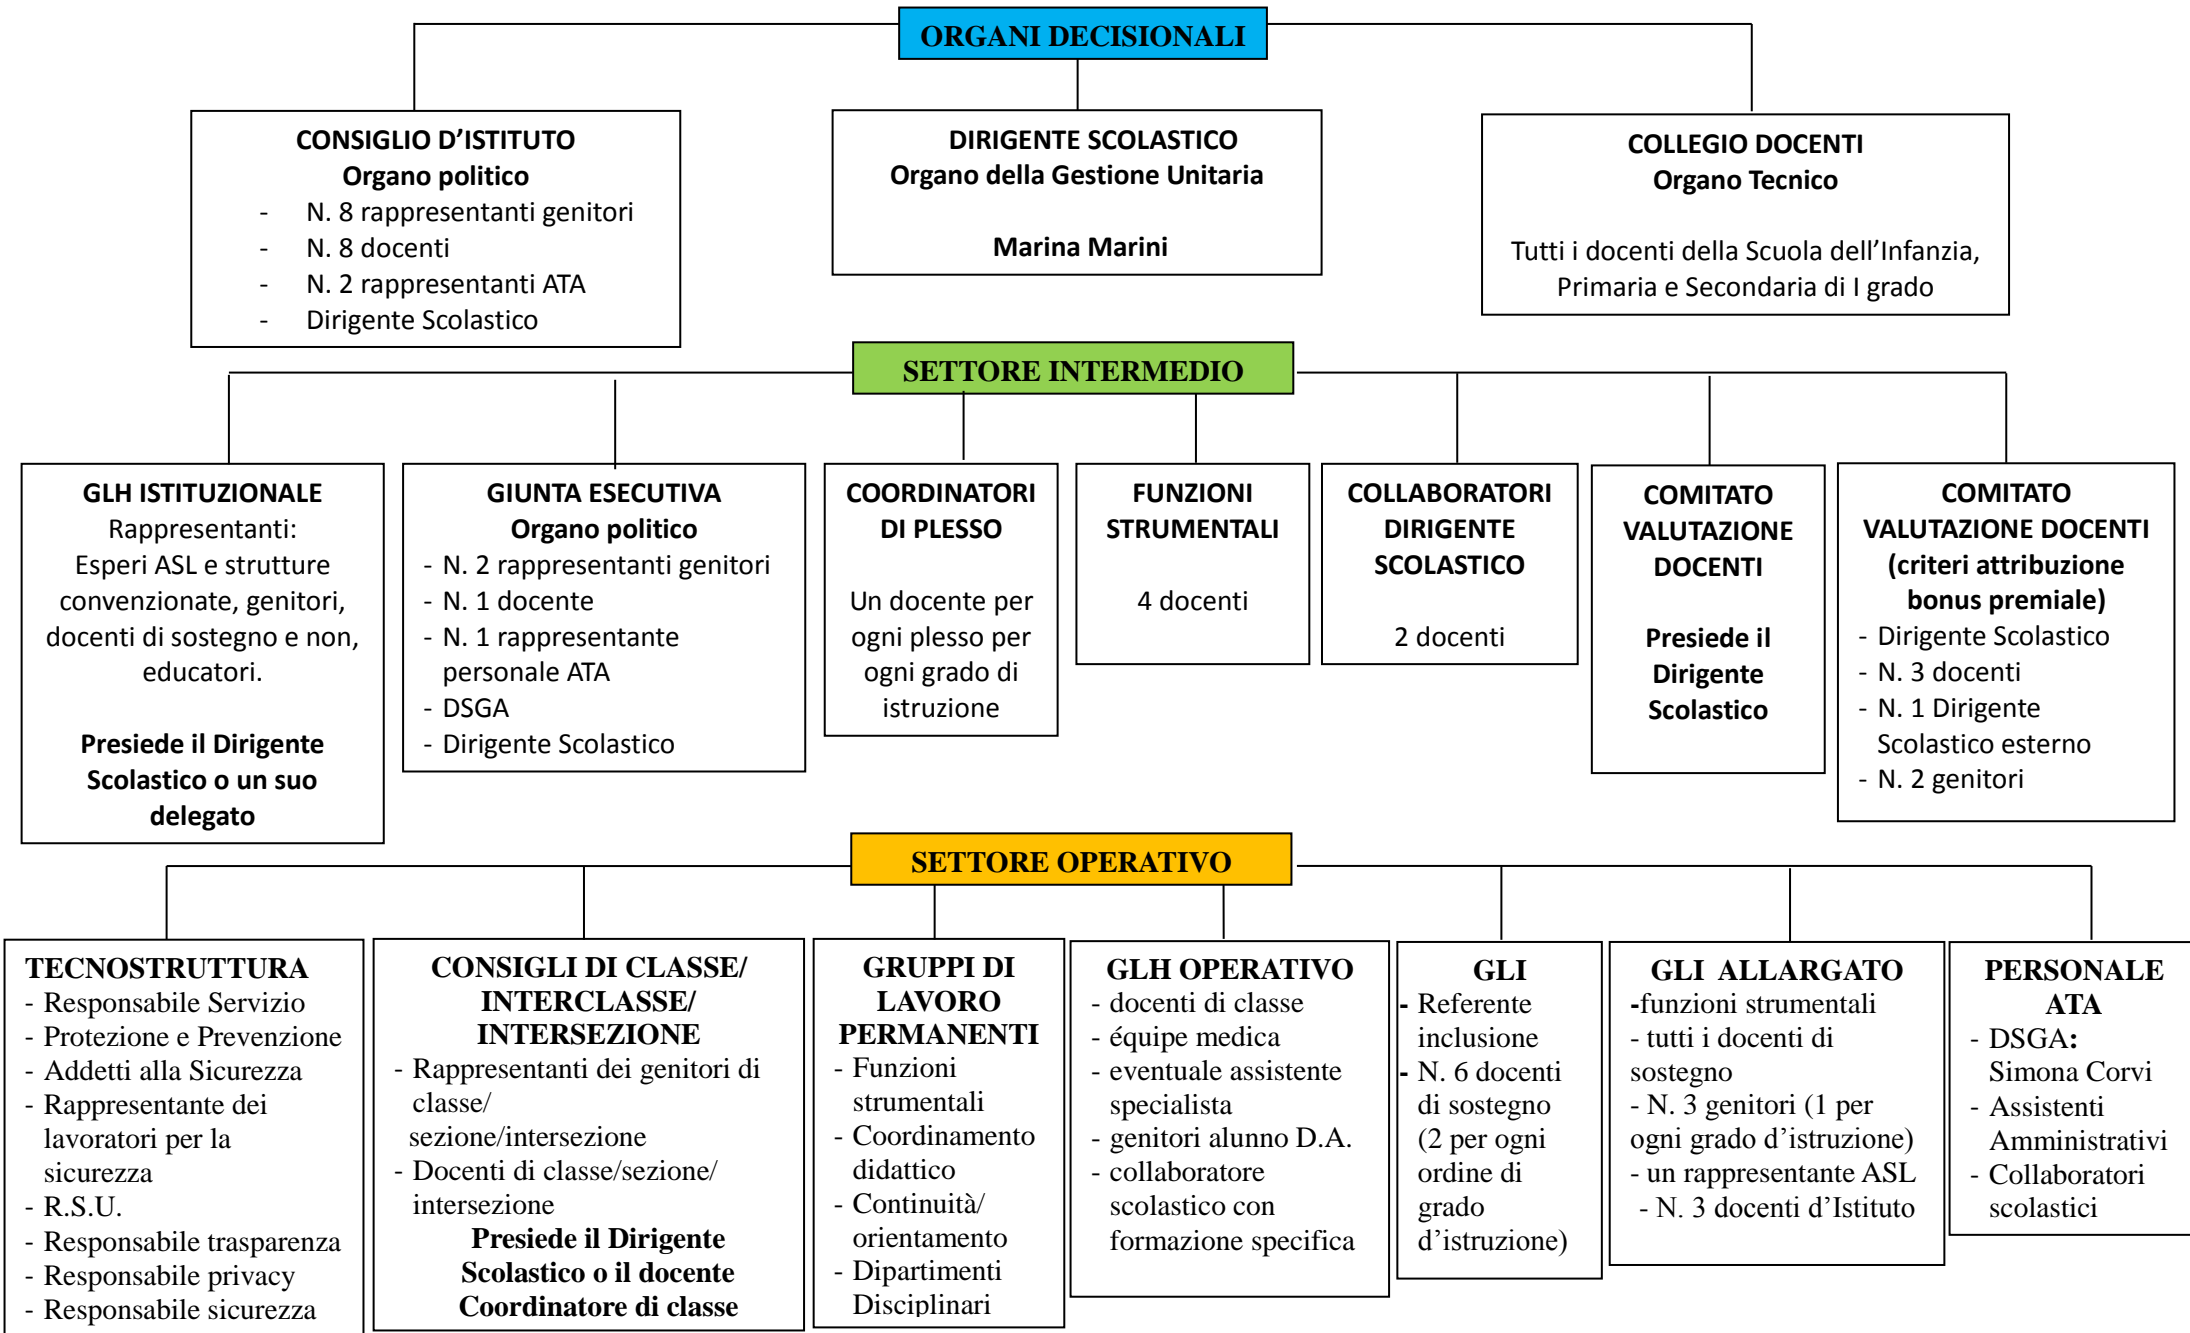 ORGANI DECISIONALI
CONSIGLIO D’ISTITUTO
Organo politico
- N. 8 rappresentanti genitori
- N. 8 docenti
- N. 2 rappresentanti ATA
- Dirigente Scolastico
DIRIGENTE SCOLASTICO
Organo della Gestione Unitaria
Marina Marini
COLLEGIO DOCENTI
Organo Tecnico
Tutti i docenti della Scuola dell’Infanzia,
Primaria e Secondaria di I grado
SETTORE INTERMEDIO
GLH ISTITUZIONALE
Rappresentanti:
Esperi ASL e strutture
convenzionate, genitori,
docenti di sostegno e non,
educatori.
Presiede il Dirigente
Scolastico o un suo
delegato
GIUNTA ESECUTIVA
Organo politico
- N. 2 rappresentanti genitori
- N. 1 docente
- N. 1 rappresentante
personale ATA
- DSGA
- Dirigente Scolastico
COORDINATORI
DI PLESSO
Un docente per
ogni plesso per
ogni grado di
istruzione
FUNZIONI
STRUMENTALI
4 docenti
COLLABORATORI
DIRIGENTE
SCOLASTICO
2 docenti
COMITATO
VALUTAZIONE
DOCENTI
Presiede il
Dirigente
Scolastico
COMITATO
VALUTAZIONE DOCENTI
(criteri attribuzione
bonus premiale)
- Dirigente Scolastico
- N. 3 docenti
- N. 1 Dirigente
Scolastico esterno
- N. 2 genitori
SETTORE OPERATIVO
TECNOSTRUTTURA
- Responsabile Servizio
- Protezione e Prevenzione
- Addetti alla Sicurezza
- Rappresentante dei
lavoratori per la
sicurezza
- R.S.U.
- Responsabile trasparenza
- Responsabile privacy
- Responsabile sicurezza
CONSIGLI DI CLASSE/
INTERCLASSE/
INTERSEZIONE
- Rappresentanti dei genitori di
classe/
sezione/intersezione
- Docenti di classe/sezione/
intersezione
Presiede il Dirigente
Scolastico o il docente
Coordinatore di classe
GRUPPI DI
LAVORO
PERMANENTI
- Funzioni
strumentali
- Coordinamento
didattico
- Continuità/
orientamento
- Dipartimenti
Disciplinari
GLH OPERATIVO
- docenti di classe
- équipe medica
- eventuale assistente
specialista
- genitori alunno D.A.
- collaboratore
scolastico con
formazione specifica
GLI
- Referente
inclusione
- N. 6 docenti
di sostegno
(2 per ogni
ordine di
grado
d’istruzione)
GLI ALLARGATO
-funzioni strumentali
- tutti i docenti di
sostegno
- N. 3 genitori (1 per
ogni grado d’istruzione)
- un rappresentante ASL
- N. 3 docenti d’Istituto
PERSONALE
ATA
- DSGA:
Simona Corvi
- Assistenti
Amministrativi
- Collaboratori
scolastici